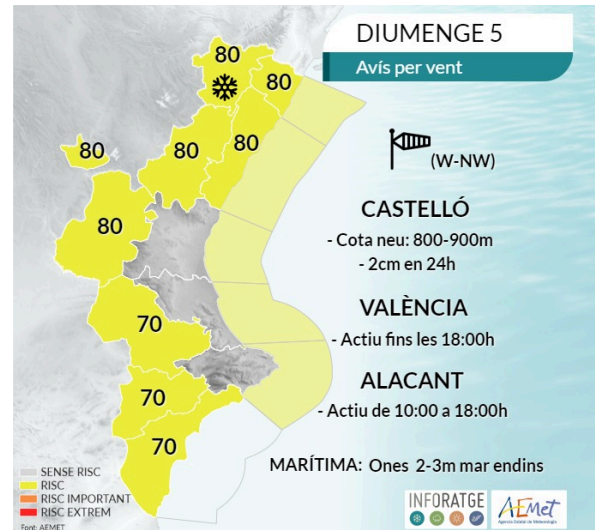 DIUMENGE 5
Avís per vent
80
80
80
80
80
80
70
70
70
(W-NW)
CASTELLÓ
- Cota neu: 800-900m
- 2cm en 24h
VALÈNCIA
- Actiu fins les 18:00h
ALACANT
- Actiu de 10:00 a 18:00h
MARÍTIMA: Ones 2-3m mar endins
SENSE RISC
RISC
RISC IMPORTANT
RISC EXTREM
Font: AEMET
INFORATGE
AEmet
Agencia Estatal de Meteorología